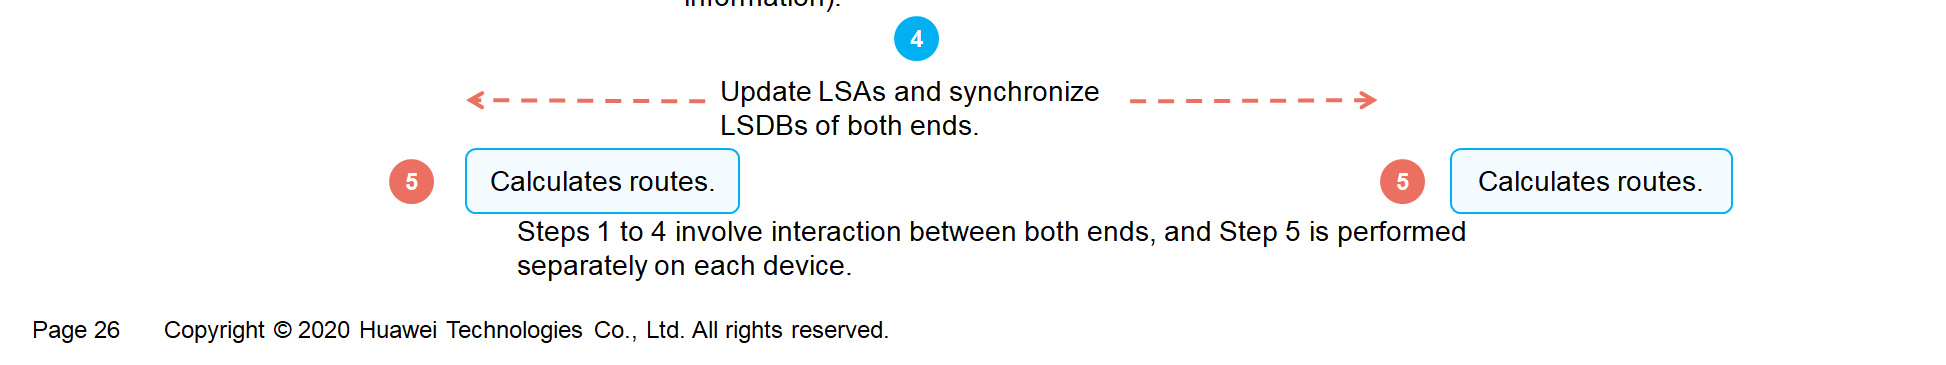 information).
4
Update LSAs and synchronize
LSDBs of both ends.
5 Calculates routes.
5 Calculates routes.
Steps 1 to 4 involve interaction between both ends, and Step 5 is performed
separately on each device.
Page 26 Copyright © 2020 Huawei Technologies Co., Ltd. All rights reserved.